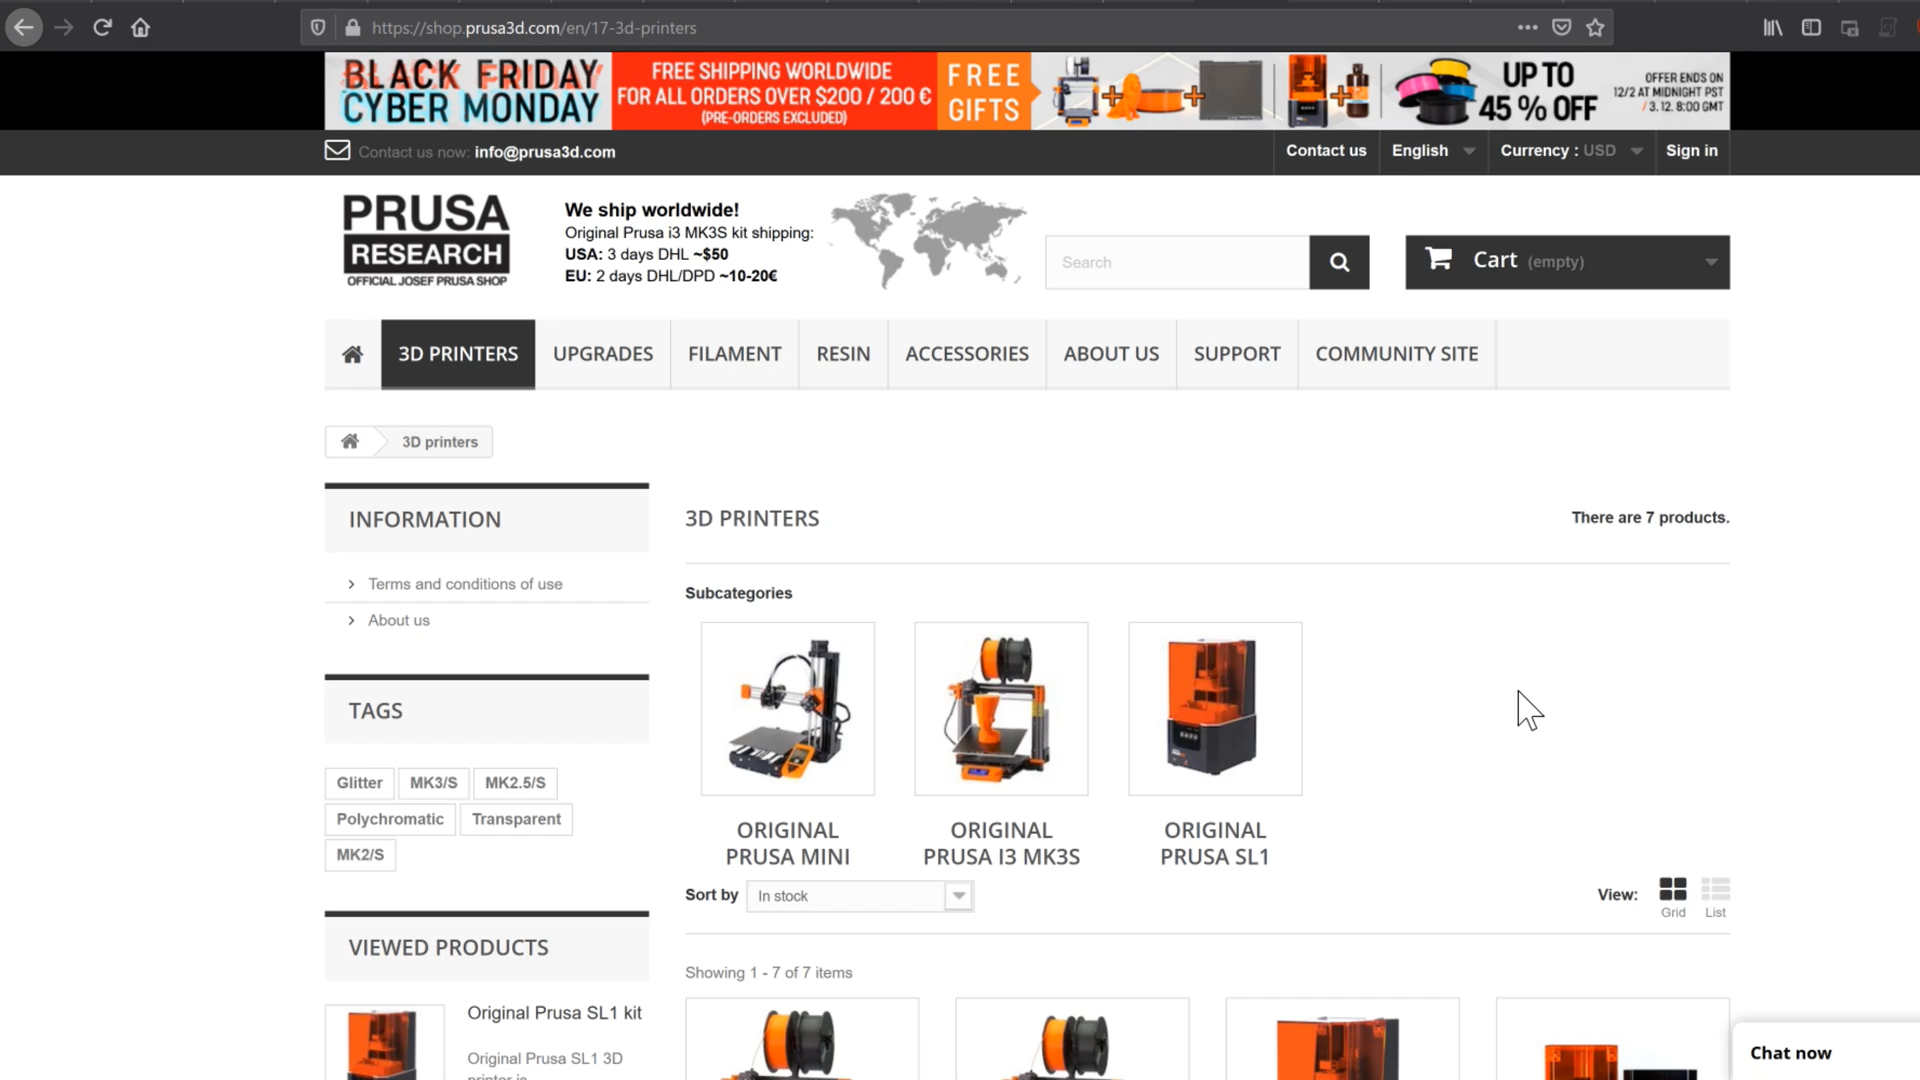 https://shop.prusa3d.com/en/17-3d-printers
BLACK FRIDAY
CYBER MONDAY
FREE SHIPPING WORLDWIDE
FOR ALL ORDERS OVER $200 / 200 €
(PRE-ORDERS EXCLUDED)
FREE
GIFTS
+
+
+
UP TO
45 % OFF
OFFER ENDS ON
12/2 AT MIDNIGHT PST
/ 3. 12. 8:00 GMT
Contact us now: info@prusa3d.com
Contact us
English
Currency : USD
Sign in
PRUSA
RESEARCH
OFFICIAL JOSEF PRUSA SHOP
We ship worldwide!
Original Prusa i3 MK3S kit shipping:
USA: 3 days DHL ~$50
EU: 2 days DHL/DPD ~10-20€
Search
Cart (empty)
3D PRINTERS
UPGRADES
FILAMENT
RESIN
ACCESSORIES
ABOUT US
SUPPORT
COMMUNITY SITE
3D printers
INFORMATION
Terms and conditions of use
About us
TAGS
Glitter
MK3/S
MK2.5/S
Polychromatic
Transparent
MK2/S
VIEWED PRODUCTS
Original Prusa SL1 kit
Original Prusa SL1 3D
printer is
3D PRINTERS
There are 7 products.
Subcategories
ORIGINAL
PRUSA MINI
ORIGINAL
PRUSA I3 MK3S
ORIGINAL
PRUSA SL1
Sort by
In stock
View:
Grid
List
Showing 1 - 7 of 7 items
Chat now